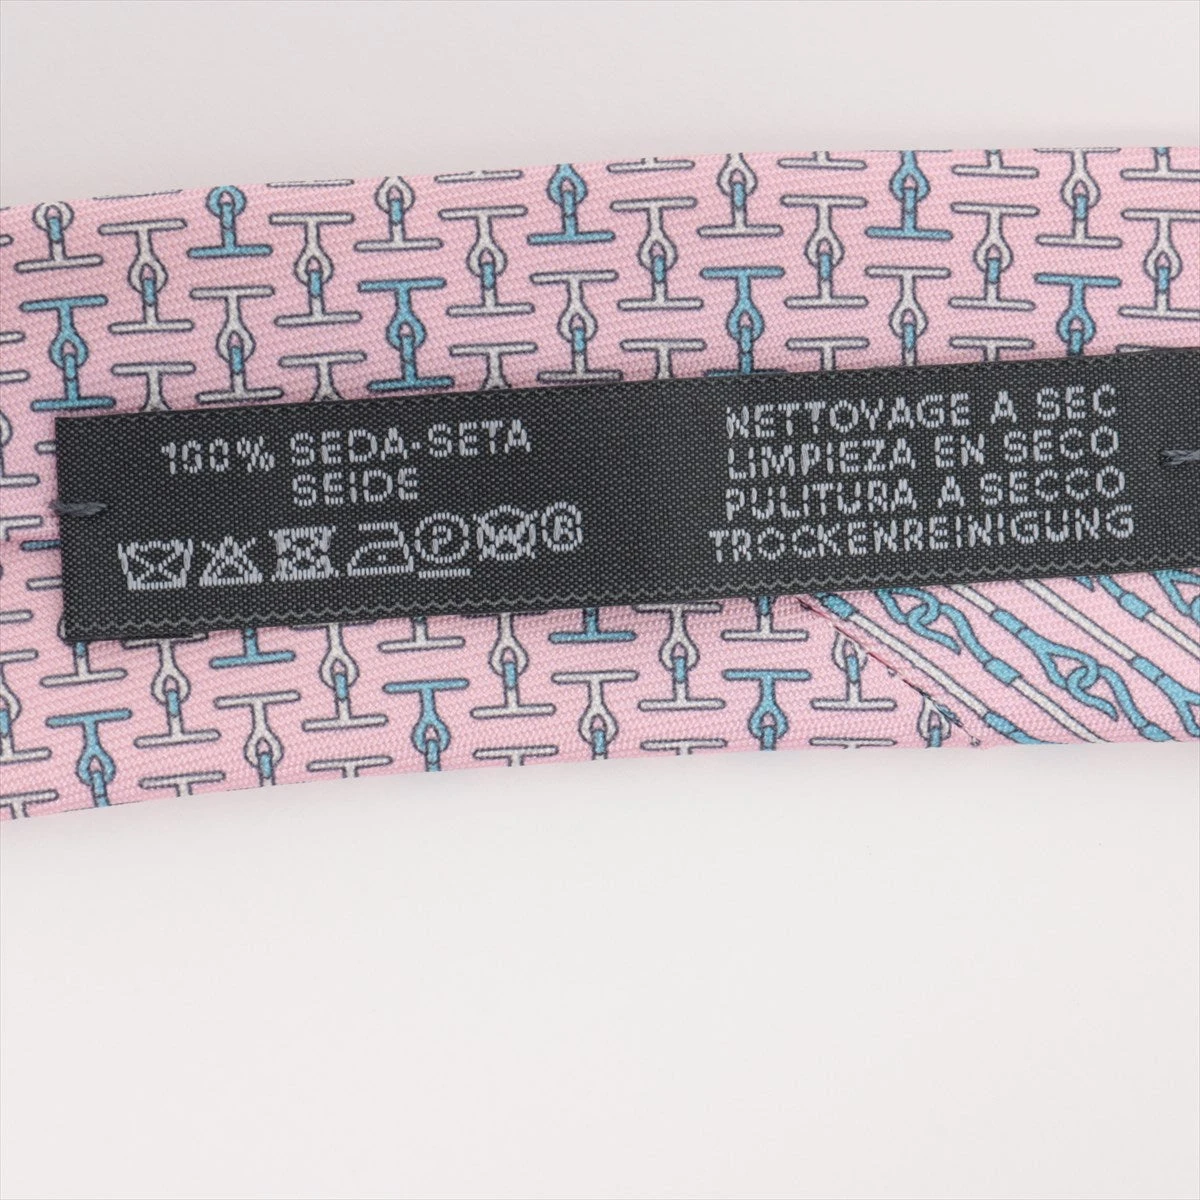 100% SEDA-SETA
SEIDE
P W R
NETTOYAGE A SEC
LIMPIEZA EN SECO
PULITURA A SECCO
TROCKENREINIGUNG